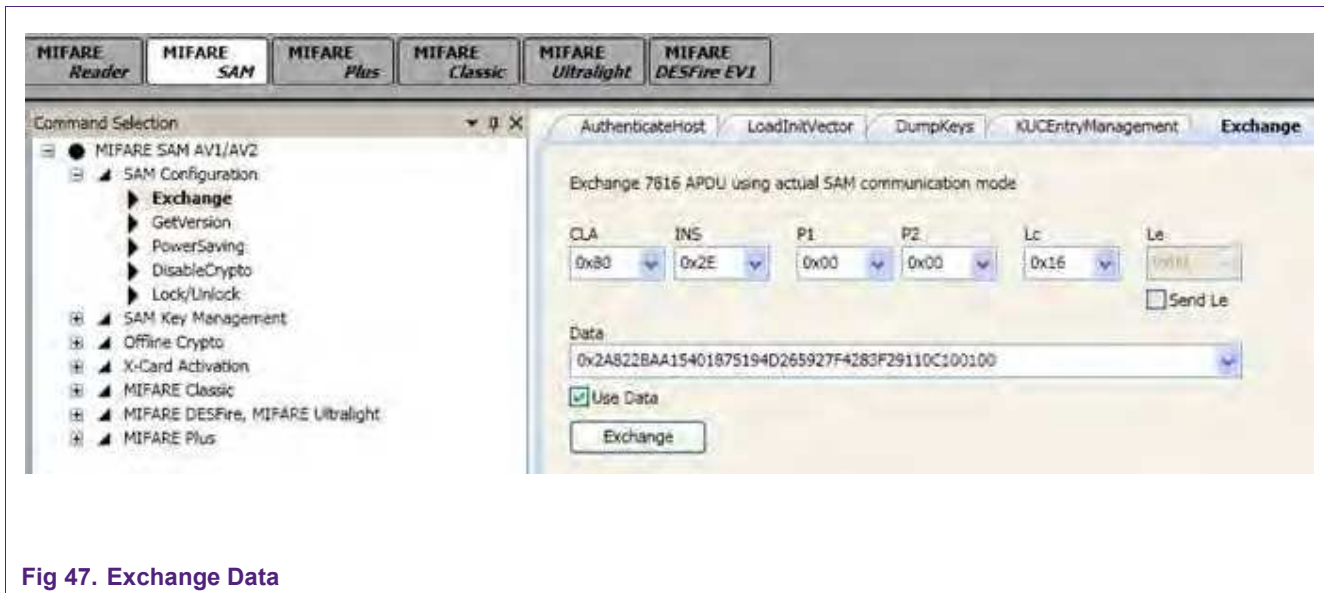 MIFARE Reader MIFARE SAM MIFARE Plus MIFARE Classic MIFARE Ultralight MIFARE DESFire EV1
Command Selection
MIFARE SAM AV1/AV2
SAM Configuration
Exchange
GetVersion
PowerSaving
DisableCrypto
Lock/Unlock
SAM Key Management
Offline Crypto
X-Card Activation
MIFARE Classic
MIFARE DESFire, MIFARE Ultralight
MIFARE Plus
AuthenticateHost LoadInitVector DumpKeys KUCEntryManagement Exchange
Exchange 7816 APDU using actual SAM communication mode
CLA INS P1 P2 Lc Le
0x80 0x2E 0x00 0x00 0x16
Send Le
Data
0x2A822BAA15401875194D265927F4283F29110C100100
Use Data
Exchange
Fig 47. Exchange Data